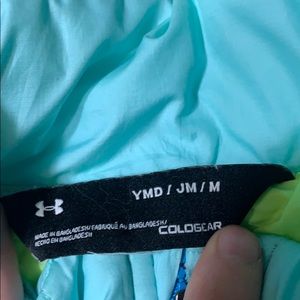 YMD / JM / M
MADE IN BANGLADESH/FABRIQUÉ AU BANGLADESH/
HECHO EN BANGLADESH
COLDGEAR